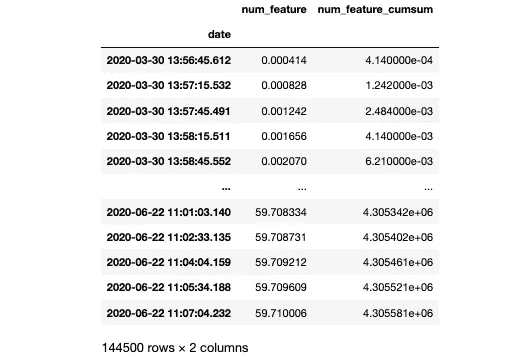 num_feature num_feature_cumsum
date
2020-03-30 13:56:45.612 0.000414 4.140000e-04
2020-03-30 13:57:15.532 0.000828 1.242000e-03
2020-03-30 13:57:45.491 0.001242 2.484000e-03
2020-03-30 13:58:15.511 0.001656 4.140000e-03
2020-03-30 13:58:45.552 0.002070 6.210000e-03
... ... ...
2020-06-22 11:01:03.140 59.708334 4.305342e+06
2020-06-22 11:02:33.135 59.708731 4.305402e+06
2020-06-22 11:04:04.159 59.709212 4.305461e+06
2020-06-22 11:05:34.188 59.709609 4.305521e+06
2020-06-22 11:07:04.232 59.710006 4.305581e+06
144500 rows × 2 columns